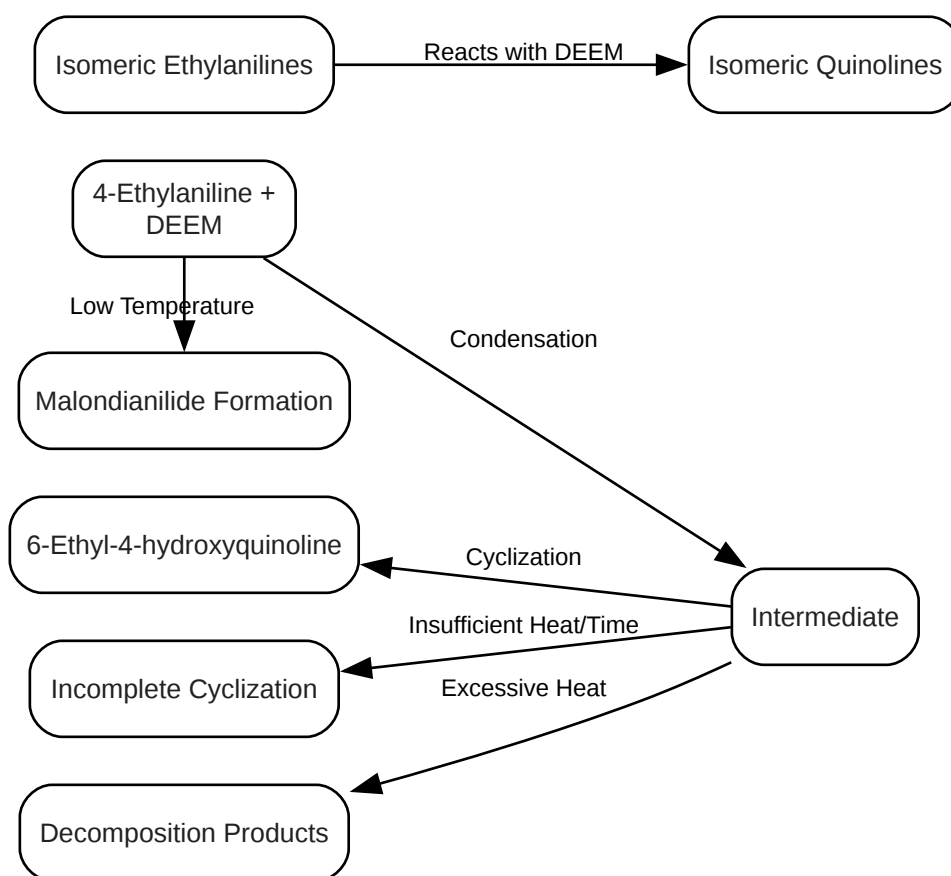 Isomeric Ethylanilines
Reacts with DEEM
Isomeric Quinolines
4-Ethylaniline +
DEEM
Low Temperature
Condensation
Malondianilide Formation
6-Ethyl-4-hydroxyquinoline
Cyclization
Intermediate
Insufficient Heat/Time
Incomplete Cyclization
Excessive Heat
Decomposition Products